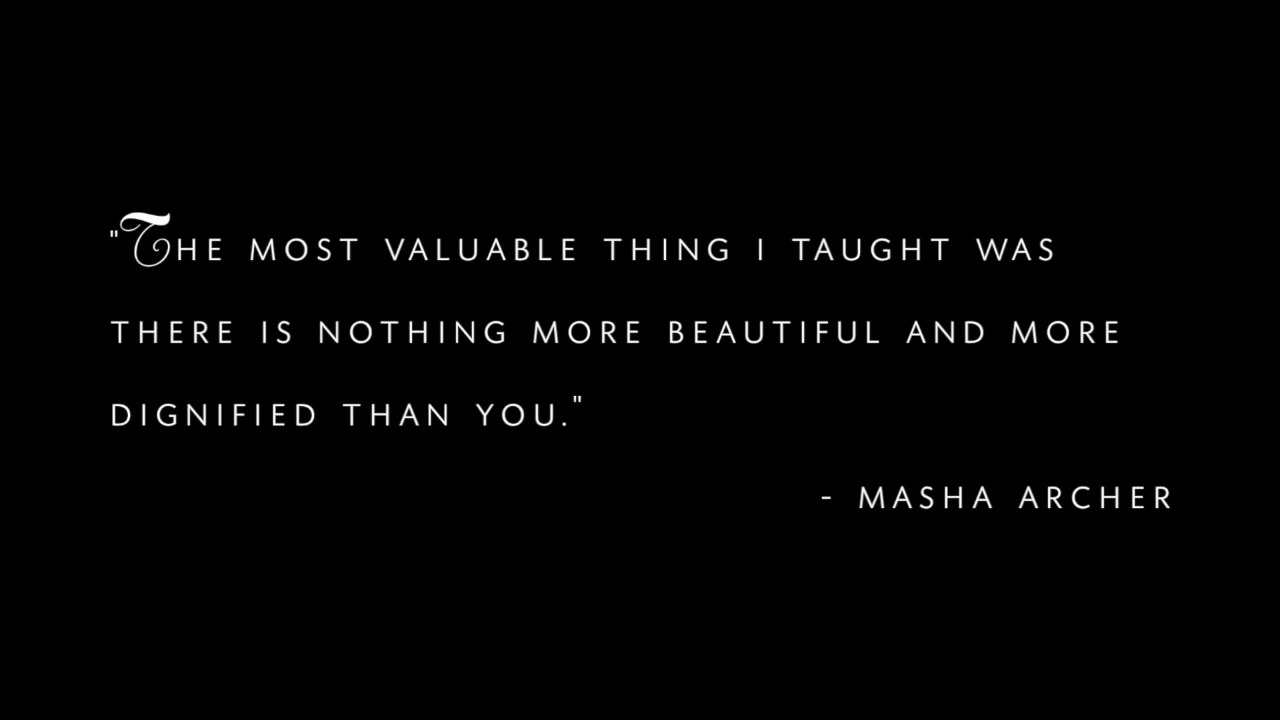 "THE MOST VALUABLE THING I TAUGHT WAS
THERE IS NOTHING MORE BEAUTIFUL AND MORE
DIGNIFIED THAN YOU."
- MASHA ARCHER